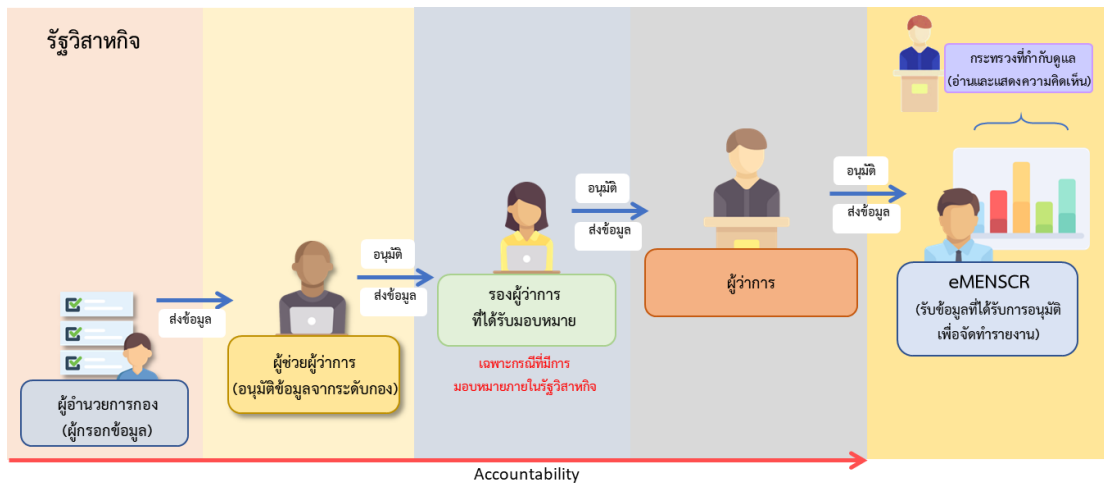 รัฐวิสาหกิจ
ส่งข้อมูล
ผู้อำนวยการกอง
(ผู้กรอกข้อมูล)
ผู้ช่วยผู้ว่าการ
(อนุมัติข้อมูลจากระดับกอง)
อนุมัติ
ส่งข้อมูล
รองผู้ว่าการ
ที่ได้รับมอบหมาย
เฉพาะกรณีที่มีการ
มอบหมายภายในรัฐวิสาหกิจ
อนุมัติ
ส่งข้อมูล
ผู้ว่าการ
อนุมัติ
ส่งข้อมูล
กระทรวงที่กำกับดูแล
(อ่านและแสดงความคิดเห็น)
eMENSCR
(รับข้อมูลที่ได้รับการอนุมัติ
เพื่อจัดทำรายงาน)
Accountability